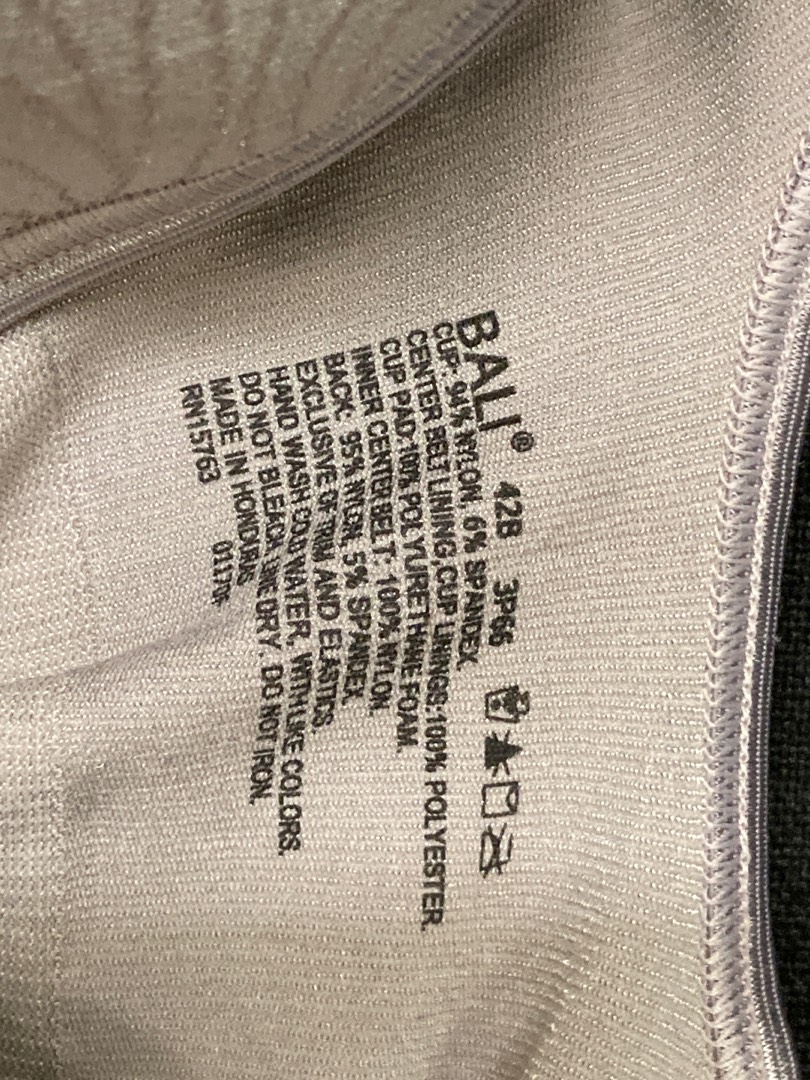 BALI® 42B 3P66
CUP: 94% NYLON, 6% SPANDEX.
CENTER BELT LINING,CUP LININGS:100% POLYESTER.
CUP PAD:100% POLYURETHANE FOAM.
INNER CENTER BELT: 100% NYLON.
BACK: 95% NYLON, 5% SPANDEX.
EXCLUSIVE OF TRIM AND ELASTICS.
HAND WASH COLD WATER, WITH LIKE COLORS.
DO NOT BLEACH. LINE DRY. DO NOT IRON.
MADE IN HONDURAS
RN15763